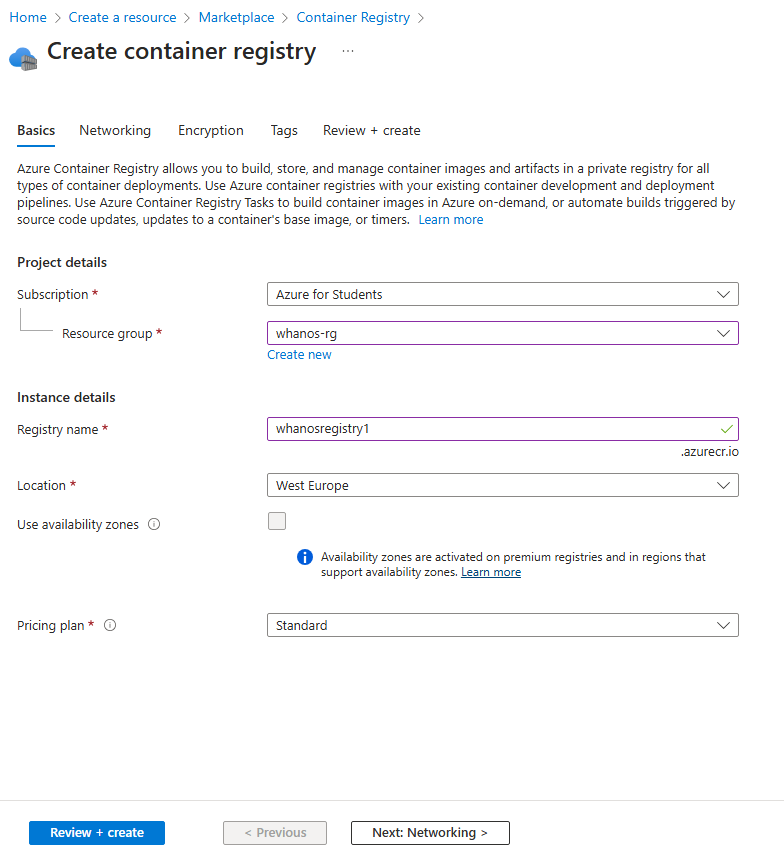 Home > Create a resource > Marketplace > Container Registry >
Create container registry ...
Basics Networking Encryption Tags Review + create
Azure Container Registry allows you to build, store, and manage container images and artifacts in a private registry for all
types of container deployments. Use Azure container registries with your existing container development and deployment
pipelines. Use Azure Container Registry Tasks to build container images in Azure on-demand, or automate builds triggered by
source code updates, updates to a container's base image, or timers. Learn more
Project details
Subscription * Azure for Students
Resource group * whanos-rg
Create new
Instance details
Registry name * whanosregistry1
.azurecr.io
Location * West Europe
Use availability zones
Availability zones are activated on premium registries and in regions that
support availability zones. Learn more
Pricing plan * Standard
Review + create < Previous Next: Networking >